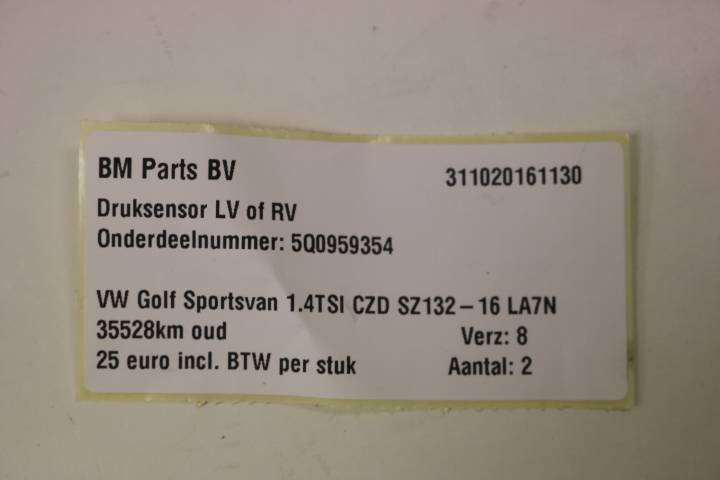 BM Parts BV 311020161130
Druksensor LV of RV
Onderdeelnummer: 5Q0959354
VW Golf Sportsvan 1.4TSI CZD SZ132-16 LA7N
35528km oud Verz: 8
25 euro incl. BTW per stuk Aantal: 2